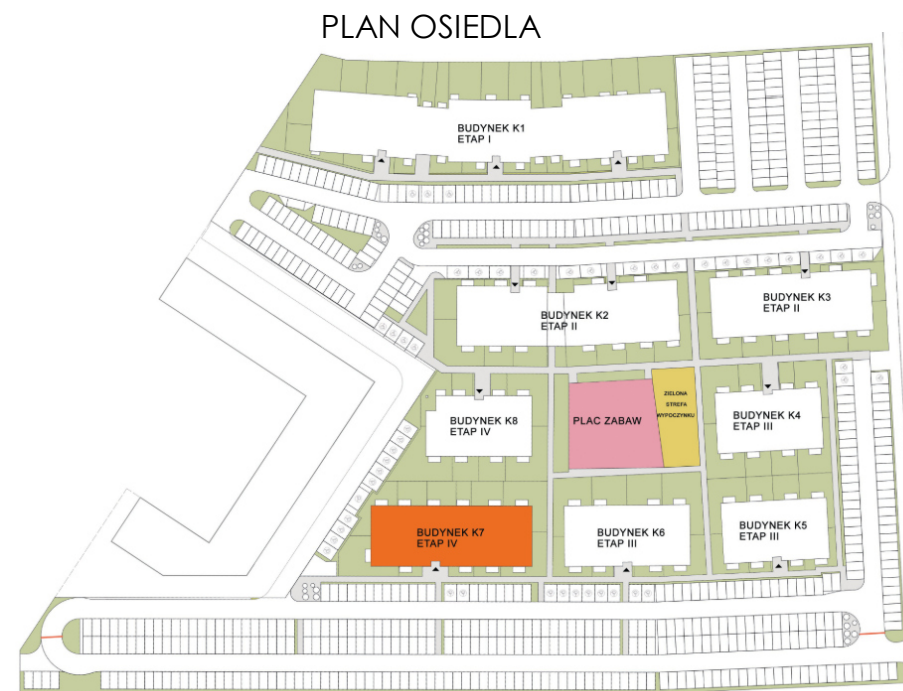 PLAN OSIEDLA
BUDYNEK K1
ETAP I
BUDYNEK K2
ETAP II
BUDYNEK K3
ETAP II
BUDYNEK K8
ETAP IV
PLAC ZABAW
ZIELONA
STREFA
WYPOCZYNKU
BUDYNEK K4
ETAP III
BUDYNEK K7
ETAP IV
BUDYNEK K6
ETAP III
BUDYNEK K5
ETAP III